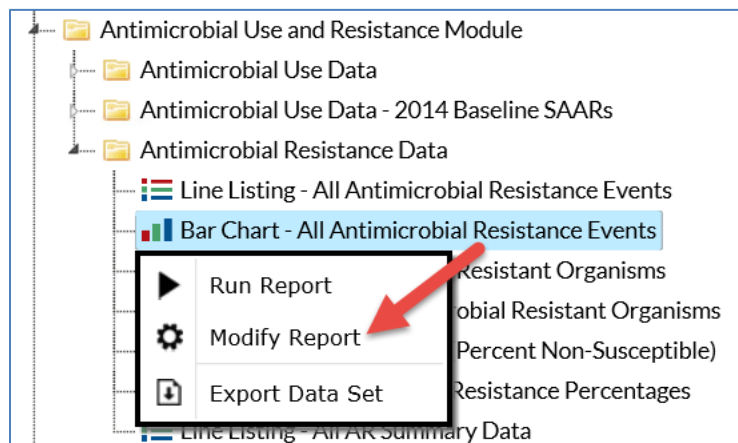 Antimicrobial Use and Resistance Module
Antimicrobial Use Data
Antimicrobial Use Data - 2014 Baseline SAARs
Antimicrobial Resistance Data
Line Listing - All Antimicrobial Resistance Events
Bar Chart - All Antimicrobial Resistance Events
Run Report
Resistant Organisms
Modify Report
obial Resistant Organisms
Percent Non-Susceptible)
Export Data Set
Resistance Percentages
Line Listing - All AR Summary Data